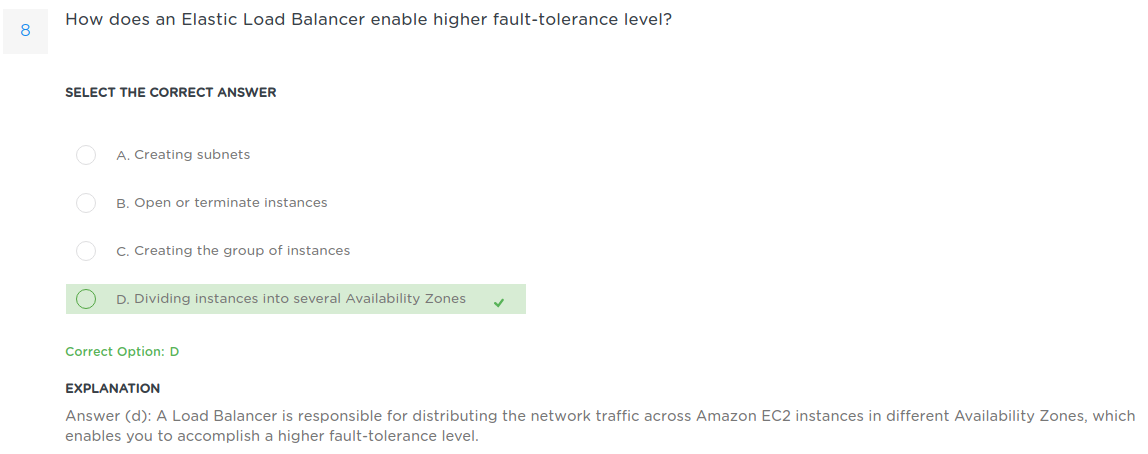 8
How does an Elastic Load Balancer enable higher fault-tolerance level?
SELECT THE CORRECT ANSWER
A. Creating subnets
B. Open or terminate instances
C. Creating the group of instances
D. Dividing instances into several Availability Zones
Correct Option: D
EXPLANATION
Answer (d): A Load Balancer is responsible for distributing the network traffic across Amazon EC2 instances in different Availability Zones, which
enables you to accomplish a higher fault-tolerance level.